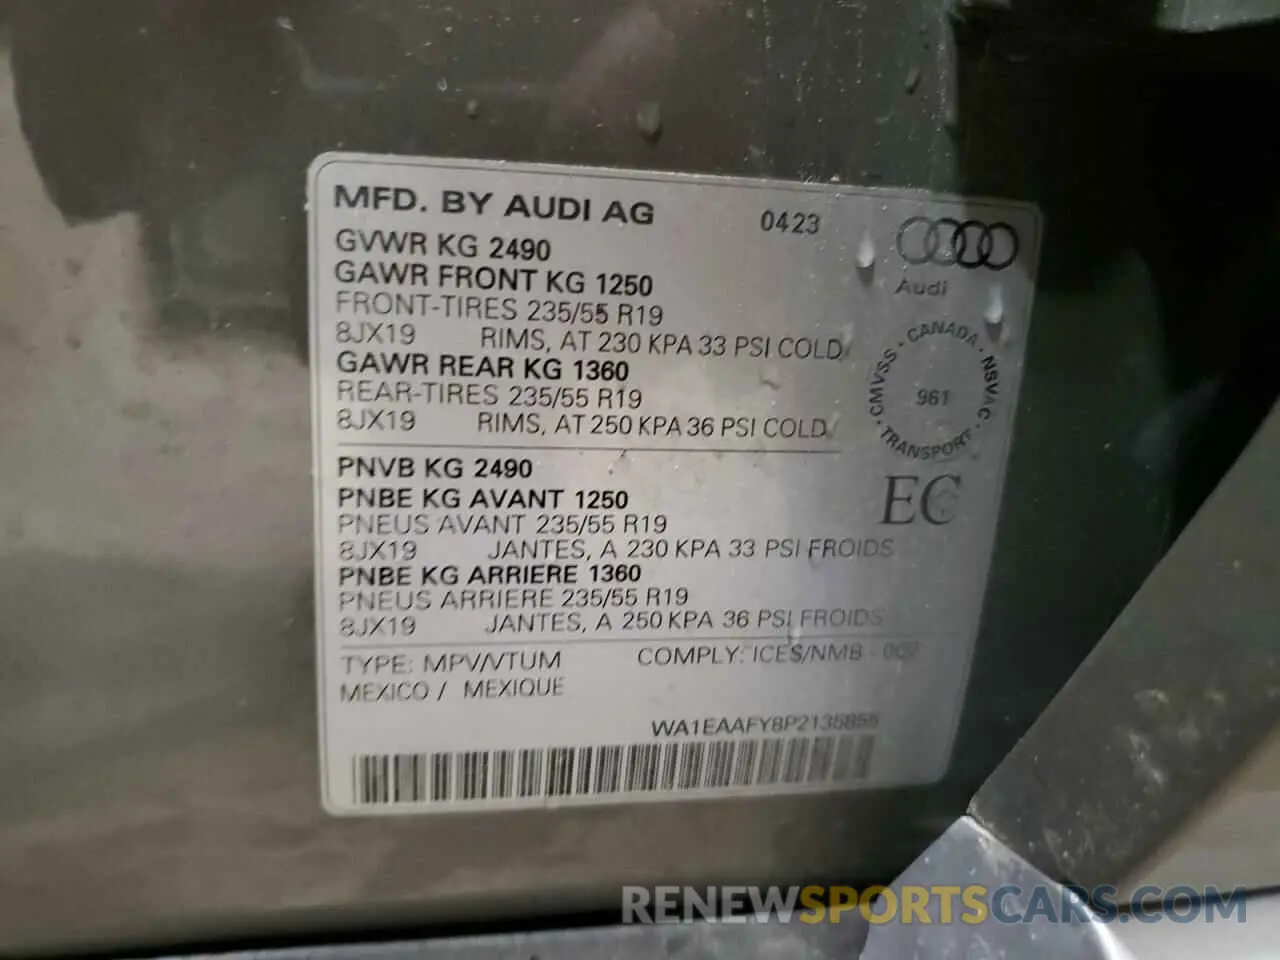 MFD. BY AUDI AG 0423
GVWR KG 2490
GAWR FRONT KG 1250
FRONT-TIRES 235/55 R19
8JX19 RIMS, AT 230 KPA 33 PSI COLD
GAWR REAR KG 1360
REAR-TIRES 235/55 R19
8JX19 RIMS, AT 250 KPA 36 PSI COLD
Audi
CMVSS · CANADA · NSVAC · TRANSPORT ·
961
EC
PNVB KG 2490
PNBE KG AVANT 1250
PNEUS AVANT 235/55 R19
8JX19 JANTES, A 230 KPA 33 PSI FROIDS
PNBE KG ARRIERE 1360
PNEUS ARRIERE 235/55 R19
8JX19 JANTES, A 250 KPA 36 PSI FROIDS
TYPE: MPV/VTUM COMPLY: ICES/NMB - 002
MEXICO / MEXIQUE
WA1EAAFY8P2135855
RENEWSPORTSCARS.COM